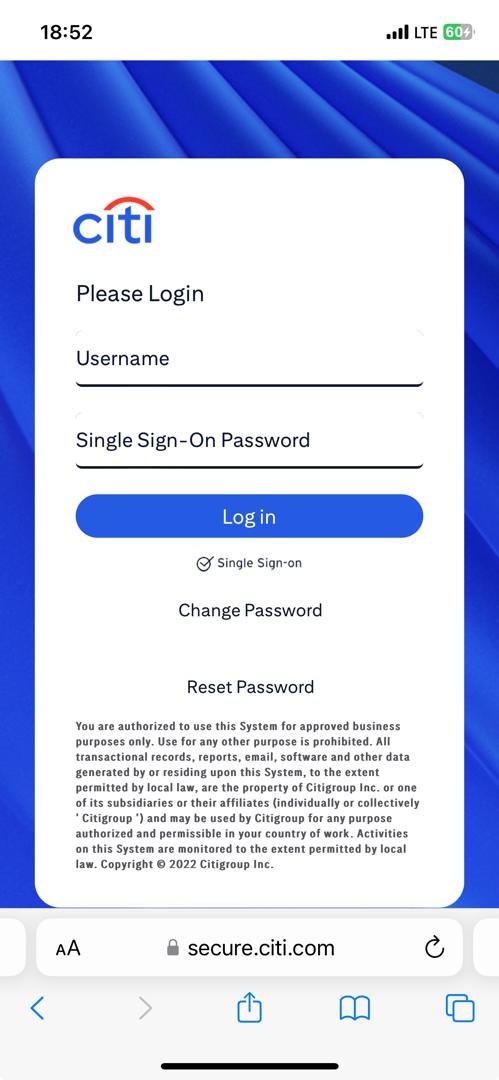 18:52
LTE 60
citi
Please Login
Username
Single Sign-On Password
Log in
Single Sign-on
Change Password
Reset Password
You are authorized to use this System for approved business
purposes only. Use for any other purpose is prohibited. All
transactional records, reports, email, software and other data
generated by or residing upon this System, to the extent
permitted by local law, are the property of Citigroup Inc. or one
of its subsidiaries or their affiliates (individually or collectively
' Citigroup ') and may be used by Citigroup for any purpose
authorized and permissible in your country of work. Activities
on this System are monitored to the extent permitted by local
law. Copyright © 2022 Citigroup Inc.
AA secure.citi.com